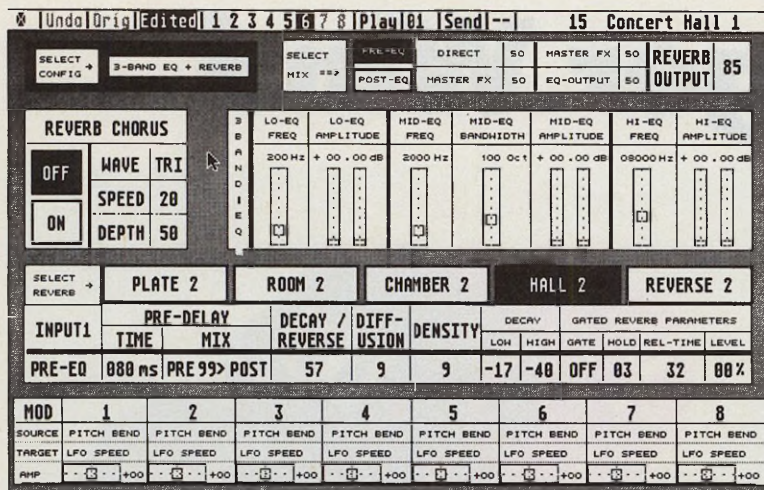 Undo Orig Edited 1 2 3 4 5 6 7 8 Play 01 Send -- 15 Concert Hall 1
SELECT CONFIG → 3-BAND EQ + REVERB
SELECT MIX ==>
PRE-EQ DIRECT 50 MASTER FX 50
POST-EQ MASTER FX 50 EQ-OUTPUT 50
REVERB OUTPUT 85
REVERB CHORUS
OFF
ON
WAVE TRI
SPEED 20
DEPTH 50
3 BAND EQ
LO-EQ FREQ LO-EQ AMPLITUDE MID-EQ FREQ MID-EQ BANDWIDTH MID-EQ AMPLITUDE HI-EQ FREQ HI-EQ AMPLITUDE
200 Hz + 00 .00 dB 2000 Hz 100 Oct + 00 .00 dB 08000 Hz + 00 .00 dB
SELECT REVERB → PLATE 2 ROOM 2 CHAMBER 2 HALL 2 REVERSE 2
INPUT1 PRE-DELAY DECAY / REVERSE DIFF-USION DENSITY DECAY GATED REVERB PARAMETERS
TIME MIX LOW HIGH GATE HOLD REL-TIME LEVEL
PRE-EQ 080 ms PRE 99> POST 57 9 9 -17 -40 OFF 03 32 00%
MOD 1 2 3 4 5 6 7 8
SOURCE PITCH BEND PITCH BEND PITCH BEND PITCH BEND PITCH BEND PITCH BEND PITCH BEND PITCH BEND
TARGET LFO SPEED LFO SPEED LFO SPEED LFO SPEED LFO SPEED LFO SPEED LFO SPEED LFO SPEED
AMP +00 +00 +00 +00 +00 +00 +00 +00